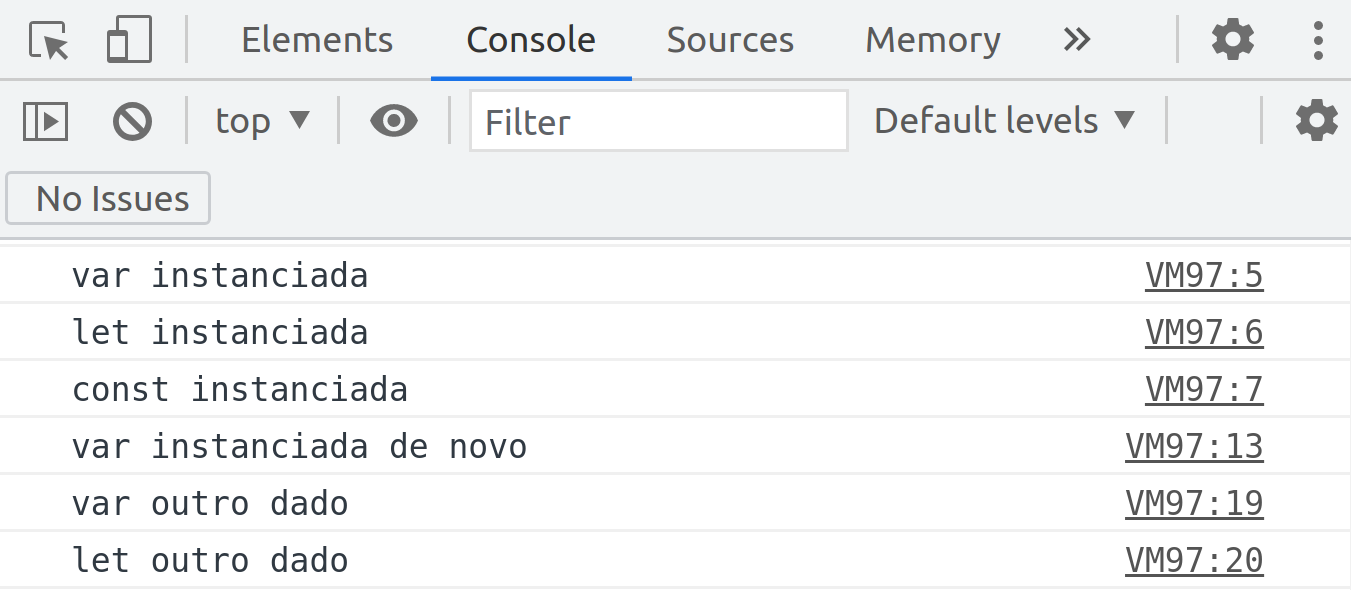 Elements Console Sources Memory
top Filter Default levels
No Issues
var instanciada VM97:5
let instanciada VM97:6
const instanciada VM97:7
var instanciada de novo VM97:13
var outro dado VM97:19
let outro dado VM97:20